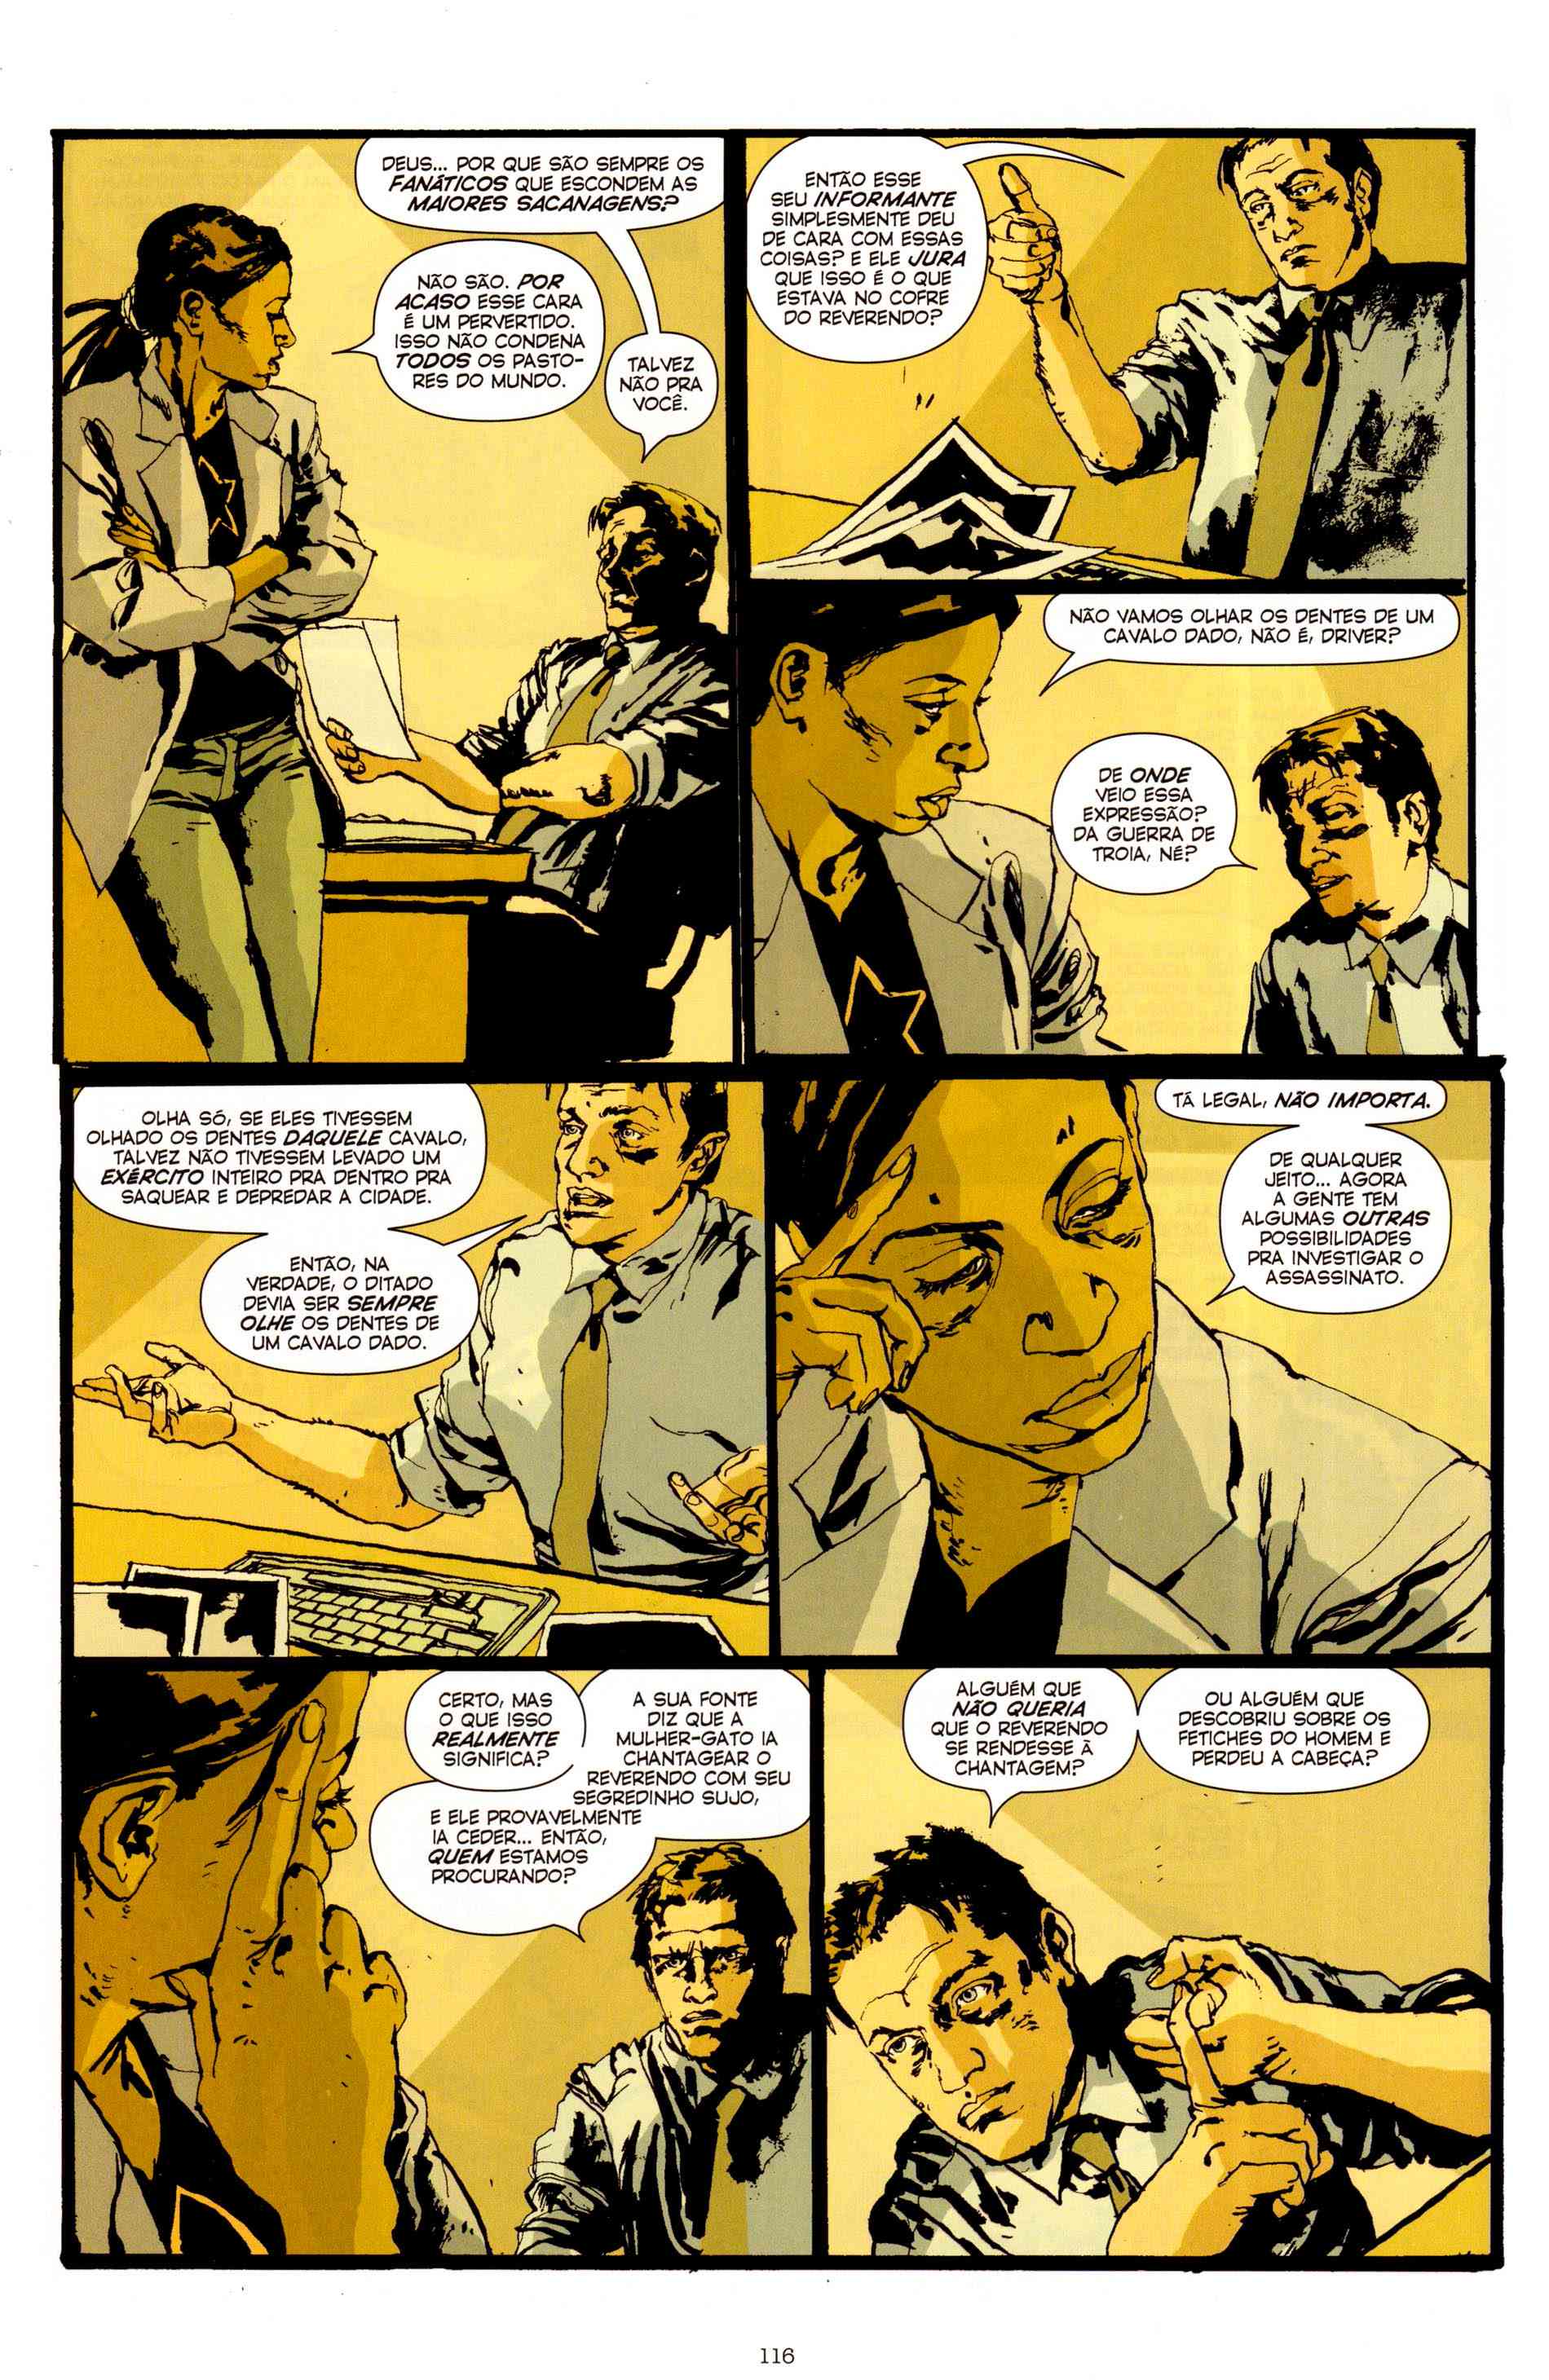 DEUS... POR QUE SÃO SEMPRE OS
FANÁTICOS QUE ESCONDEM AS
MAIORES SACANAGENS?
NÃO SÃO. POR
ACASO ESSE CARA
É UM PERVERTIDO.
ISSO NÃO CONDENA
TODOS OS PASTO-
RES DO MUNDO.
TALVEZ
NÃO PRA
VOCÊ.
ENTÃO ESSE
SEU INFORMANTE
SIMPLESMENTE DEU
DE CARA COM ESSAS
COISAS? E ELE JURA
QUE ISSO É O QUE
ESTAVA NO COFRE
DO REVERENDO?
NÃO VAMOS OLHAR OS DENTES DE UM
CAVALO DADO, NÃO É, DRIVER?
DE ONDE
VEIO ESSA
EXPRESSÃO?
DA GUERRA DE
TROIA, NÉ?
OLHA SÓ, SE ELES TIVESSEM
OLHADO OS DENTES DAQUELE CAVALO,
TALVEZ NÃO TIVESSEM LEVADO UM
EXÉRCITO INTEIRO PRA DENTRO PRA
SAQUEAR E DEPREDAR A CIDADE.
ENTÃO, NA
VERDADE, O DITADO
DEVIA SER SEMPRE
OLHE OS DENTES DE
UM CAVALO DADO.
TÁ LEGAL, NÃO IMPORTA.
DE QUALQUER
JEITO... AGORA
A GENTE TEM
ALGUMAS OUTRAS
POSSIBILIDADES
PRA INVESTIGAR O
ASSASSINATO.
CERTO, MAS
O QUE ISSO
REALMENTE
SIGNIFICA?
A SUA FONTE
DIZ QUE A
MULHER-GATO IA
CHANTAGEAR O
REVERENDO COM SEU
SEGREDINHO SUJO,
E ELE PROVAVELMENTE
IA CEDER... ENTÃO,
QUEM ESTAMOS
PROCURANDO?
ALGUÉM QUE
NÃO QUERIA
QUE O REVERENDO
SE RENDESSE À
CHANTAGEM?
OU ALGUÉM QUE
DESCOBRIU SOBRE OS
FETICHES DO HOMEM E
PERDEU A CABEÇA?
116